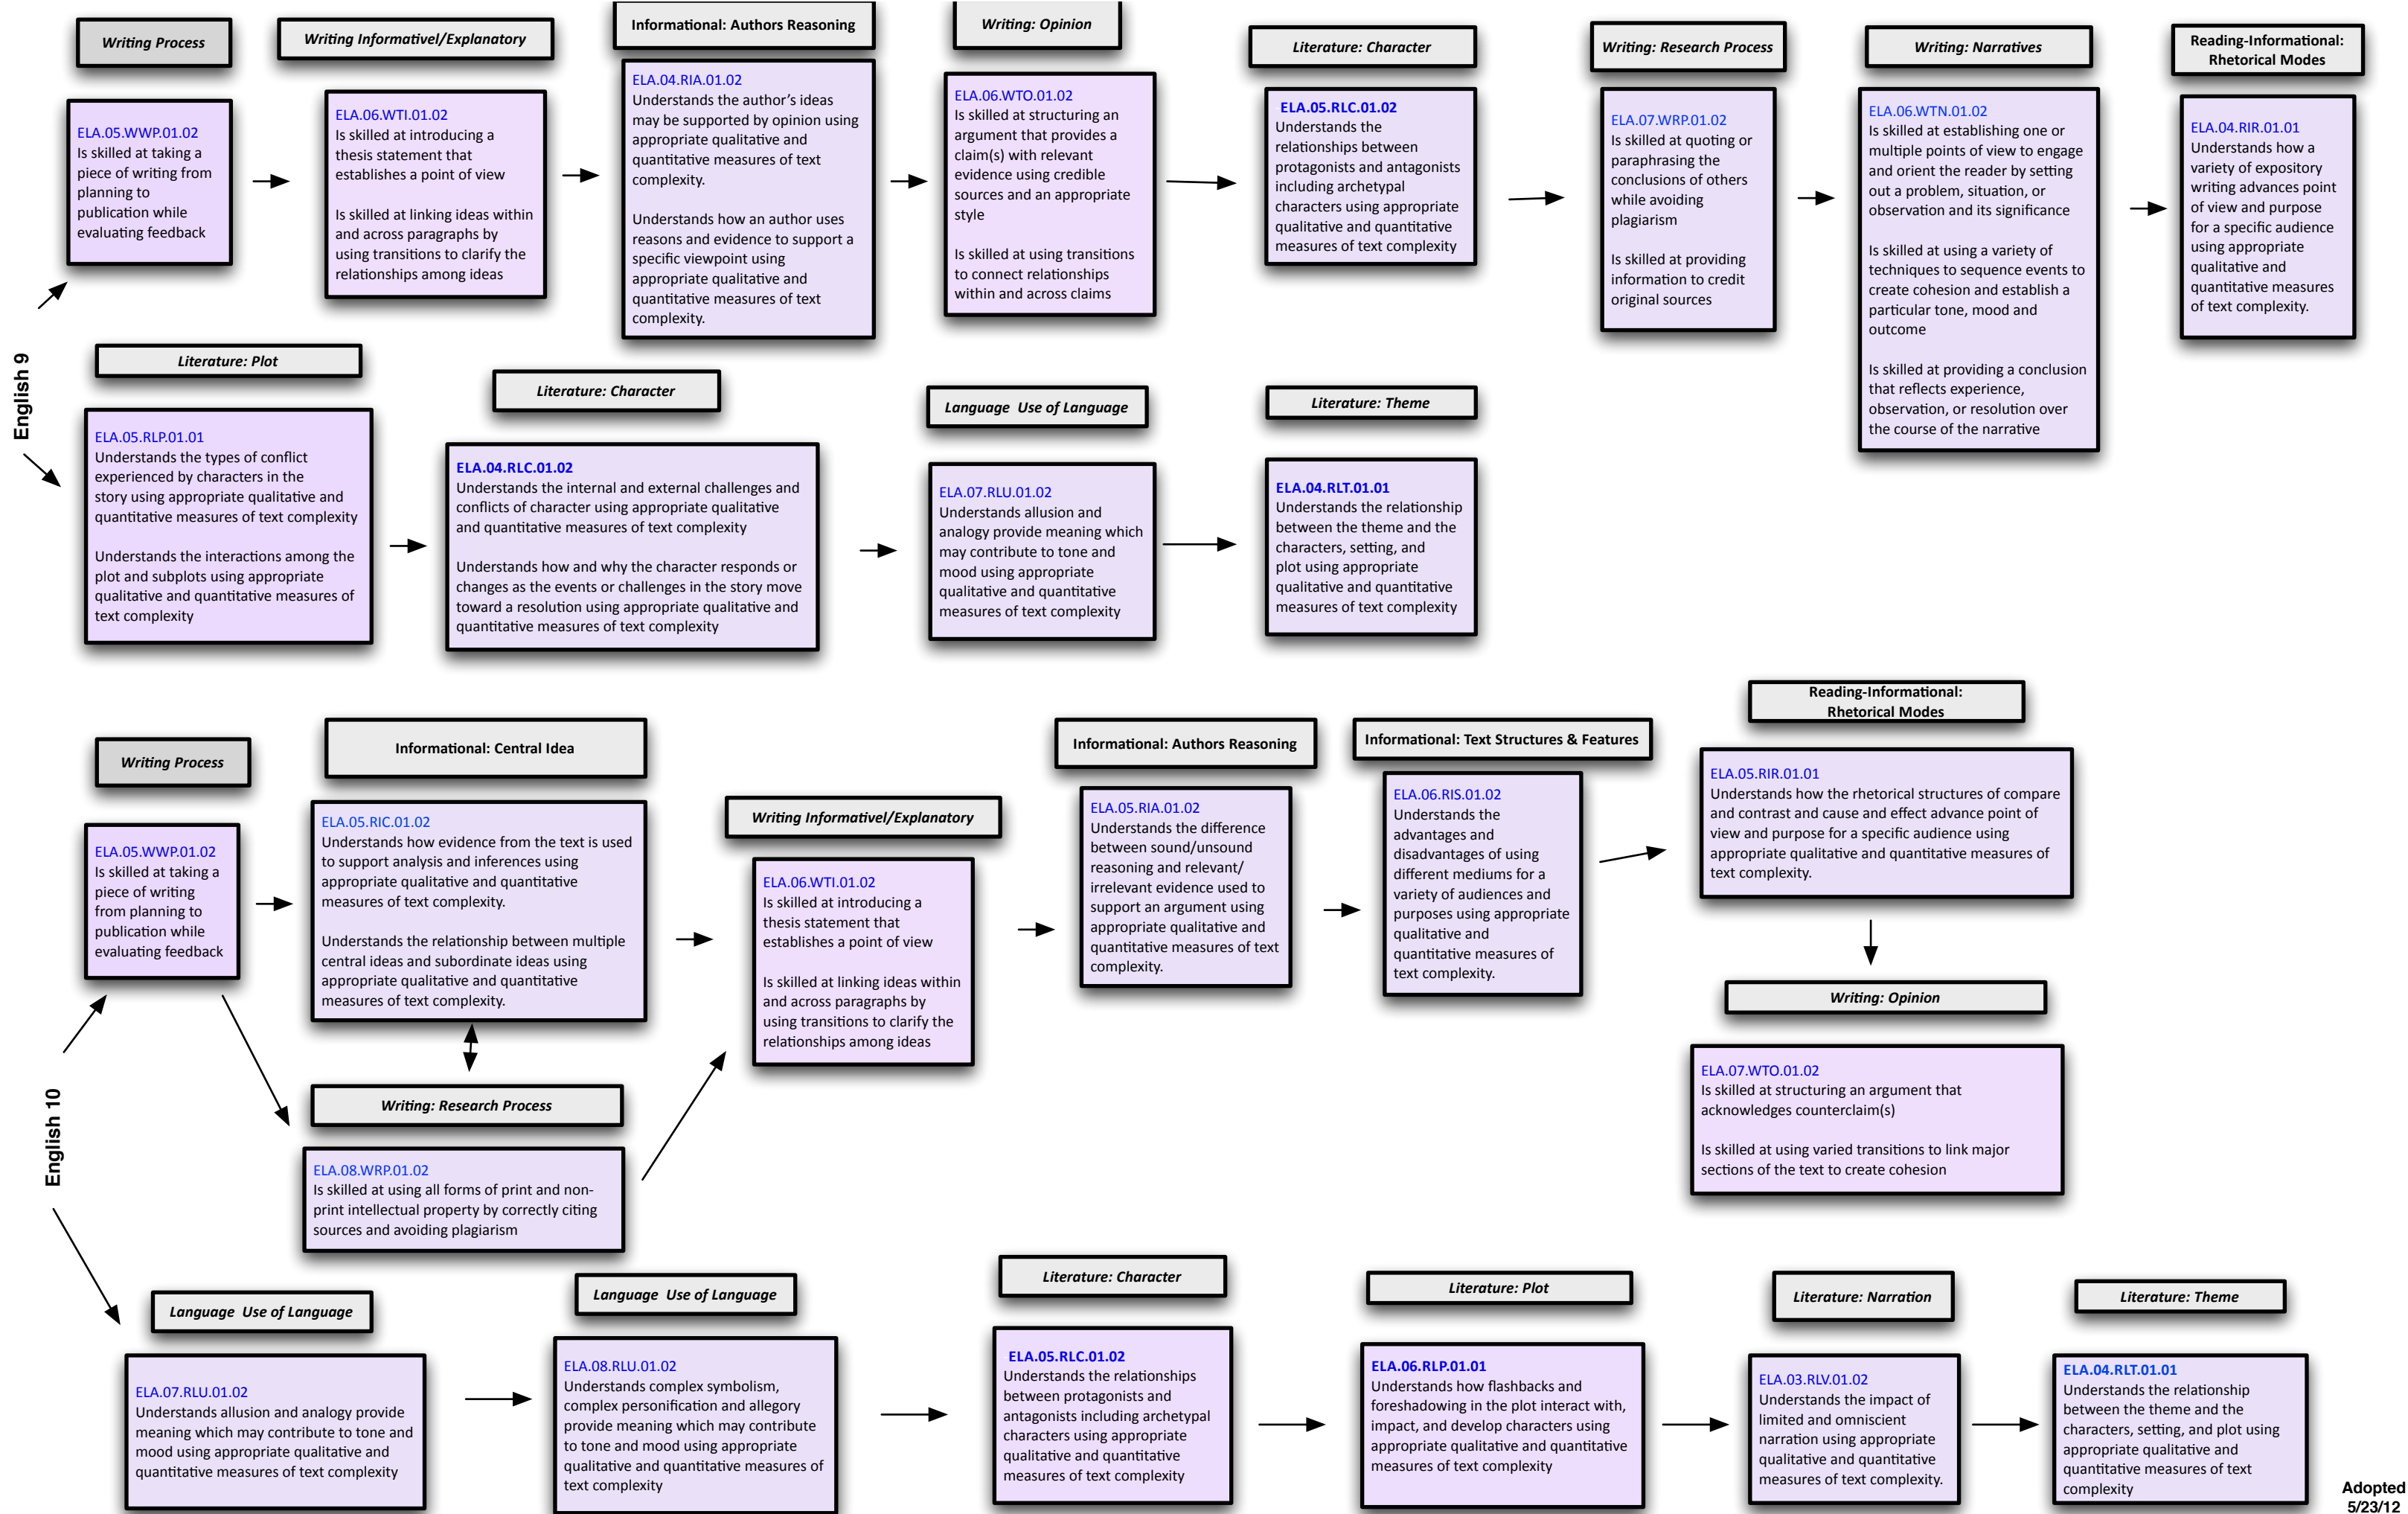 English 9
Writing Process
ELA.05.WWP.01.02
Is skilled at taking a
piece of writing from
planning to
publication while
evaluating feedback
Writing Informativel/Explanatory
ELA.06.WTI.01.02
Is skilled at introducing a
thesis statement that
establishes a point of view
Is skilled at linking ideas within
and across paragraphs by
using transitions to clarify the
relationships among ideas
Informational: Authors Reasoning
ELA.04.RIA.01.02
Understands the author's ideas
may be supported by opinion using
appropriate qualitative and
quantitative measures of text
complexity.
Understands how an author uses
reasons and evidence to support a
specific viewpoint using
appropriate qualitative and
quantitative measures of text
complexity.
Writing: Opinion
ELA.06.WTO.01.02
Is skilled at structuring an
argument that provides a
claim(s) with relevant
evidence using credible
sources and an appropriate
style
Is skilled at using transitions
to connect relationships
within and across claims
Literature: Character
ELA.05.RLC.01.02
Understands the
relationships between
protagonists and antagonists
including archetypal
characters using appropriate
qualitative and quantitative
measures of text complexity
Writing: Research Process
ELA.07.WRP.01.02
Is skilled at quoting or
paraphrasing the
conclusions of others
while avoiding
plagiarism
Is skilled at providing
information to credit
original sources
Writing: Narratives
ELA.06.WTN.01.02
Is skilled at establishing one or
multiple points of view to engage
and orient the reader by setting
out a problem, situation, or
observation and its significance
Is skilled at using a variety of
techniques to sequence events to
create cohesion and establish a
particular tone, mood and
outcome
Is skilled at providing a conclusion
that reflects experience,
observation, or resolution over
the course of the narrative
Reading-Informational:
Rhetorical Modes
ELA.04.RIR.01.01
Understands how a
variety of expository
writing advances point
of view and purpose
for a specific audience
using appropriate
qualitative and
quantitative measures
of text complexity.
Literature: Plot
ELA.05.RLP.01.01
Understands the types of conflict
experienced by characters in the
story using appropriate qualitative and
quantitative measures of text complexity
Understands the interactions among the
plot and subplots using appropriate
qualitative and quantitative measures of
text complexity
Literature: Character
ELA.04.RLC.01.02
Understands the internal and external challenges and
conflicts of character using appropriate qualitative
and quantitative measures of text complexity
Understands how and why the character responds or
changes as the events or challenges in the story move
toward a resolution using appropriate qualitative and
quantitative measures of text complexity
Language Use of Language
ELA.07.RLU.01.02
Understands allusion and
analogy provide meaning which
may contribute to tone and
mood using appropriate
qualitative and quantitative
measures of text complexity
Literature: Theme
ELA.04.RLT.01.01
Understands the relationship
between the theme and the
characters, setting, and
plot using appropriate
qualitative and quantitative
measures of text complexity
English 10
Writing Process
ELA.05.WWP.01.02
Is skilled at taking a
piece of writing
from planning to
publication while
evaluating feedback
Informational: Central Idea
ELA.05.RIC.01.02
Understands how evidence from the text is used
to support analysis and inferences using
appropriate qualitative and quantitative
measures of text complexity.
Understands the relationship between multiple
central ideas and subordinate ideas using
appropriate qualitative and quantitative
measures of text complexity.
Writing: Research Process
ELA.08.WRP.01.02
Is skilled at using all forms of print and non-
print intellectual property by correctly citing
sources and avoiding plagiarism
Writing Informativel/Explanatory
ELA.06.WTI.01.02
Is skilled at introducing a
thesis statement that
establishes a point of view
Is skilled at linking ideas within
and across paragraphs by
using transitions to clarify the
relationships among ideas
Informational: Authors Reasoning
ELA.05.RIA.01.02
Understands the difference
between sound/unsound
reasoning and relevant/
irrelevant evidence used to
support an argument using
appropriate qualitative and
quantitative measures of text
complexity.
Informational: Text Structures & Features
ELA.06.RIS.01.02
Understands the
advantages and
disadvantages of using
different mediums for a
variety of audiences and
purposes using appropriate
qualitative and
quantitative measures of
text complexity.
Reading-Informational:
Rhetorical Modes
ELA.05.RIR.01.01
Understands how the rhetorical structures of compare
and contrast and cause and effect advance point of
view and purpose for a specific audience using
appropriate qualitative and quantitative measures of
text complexity.
Writing: Opinion
ELA.07.WTO.01.02
Is skilled at structuring an argument that
acknowledges counterclaim(s)
Is skilled at using varied transitions to link major
sections of the text to create cohesion
Language Use of Language
ELA.07.RLU.01.02
Understands allusion and analogy provide
meaning which may contribute to tone and
mood using appropriate qualitative and
quantitative measures of text complexity
Language Use of Language
ELA.08.RLU.01.02
Understands complex symbolism,
complex personification and allegory
provide meaning which may contribute
to tone and mood using appropriate
qualitative and quantitative measures of
text complexity
Literature: Character
ELA.05.RLC.01.02
Understands the relationships
between protagonists and
antagonists including archetypal
characters using appropriate
qualitative and quantitative
measures of text complexity
Literature: Plot
ELA.06.RLP.01.01
Understands how flashbacks and
foreshadowing in the plot interact with,
impact, and develop characters using
appropriate qualitative and quantitative
measures of text complexity
Literature: Narration
ELA.03.RLV.01.02
Understands the impact of
limited and omniscient
narration using appropriate
qualitative and quantitative
measures of text complexity.
Literature: Theme
ELA.04.RLT.01.01
Understands the relationship
between the theme and the
characters, setting, and plot using
appropriate qualitative and
quantitative measures of text
complexity
Adopted
5/23/12